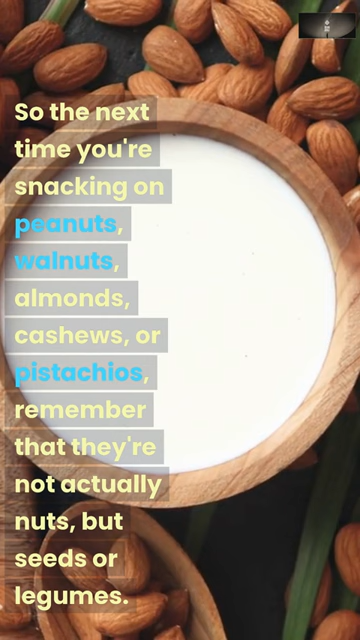 So the next
time you're
snacking on
peanuts,
walnuts,
almonds,
cashews, or
pistachios,
remember
that they're
not actually
nuts, but
seeds or
legumes.